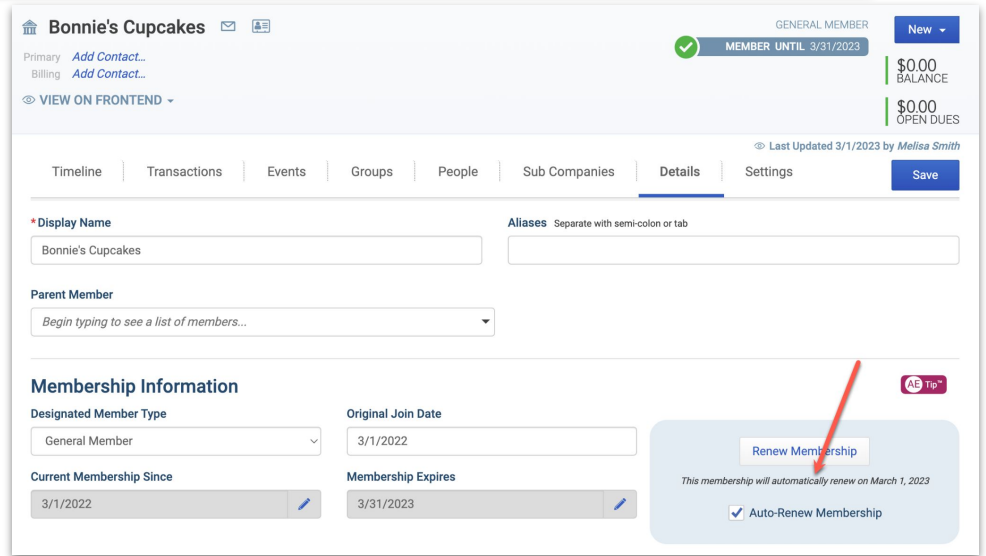 Bonnie's Cupcakes
GENERAL MEMBER
MEMBER UNTIL 3/31/2023
New
Primary Add Contact...
Billing Add Contact...
$0.00
BALANCE
VIEW ON FRONTEND
$0.00
OPEN DUES
Last Updated 3/1/2023 by Melisa Smith
Timeline Transactions Events Groups People Sub Companies Details Settings Save
*Display Name
Aliases Separate with semi-colon or tab
Bonnie's Cupcakes
Parent Member
Begin typing to see a list of members...
Membership Information
AE Tip™
Designated Member Type
Original Join Date
General Member
3/1/2022
Renew Membership
Current Membership Since
Membership Expires
This membership will automatically renew on March 1, 2023
3/1/2022
3/31/2023
Auto-Renew Membership